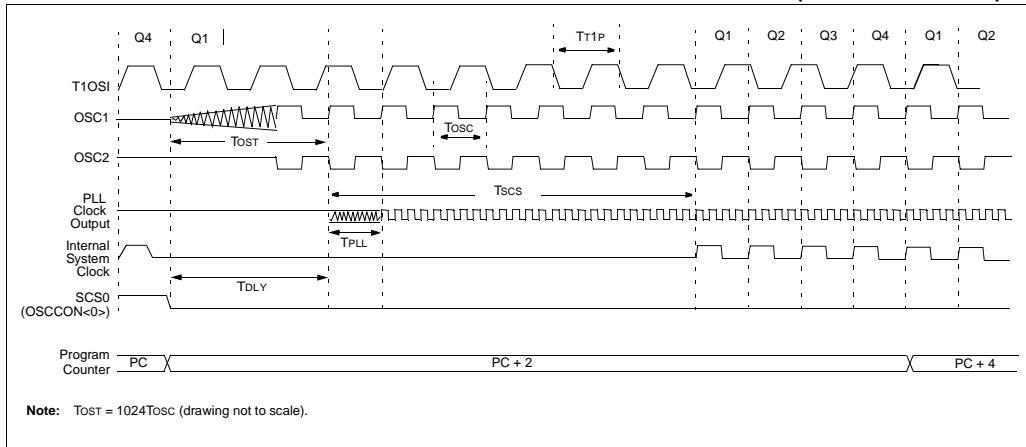 Q4 Q1 TT1P Q1 Q2 Q3 Q4 Q1 Q2
T1OSI
OSC1
TOST TOSC
OSC2
TSCS
PLL
Clock
Output
TPLL
Internal
System
Clock
TDLY
SCS0
(OSCCON<0>)
Program
Counter
PC PC + 2 PC + 4
Note: TOST = 1024TOSC (drawing not to scale).